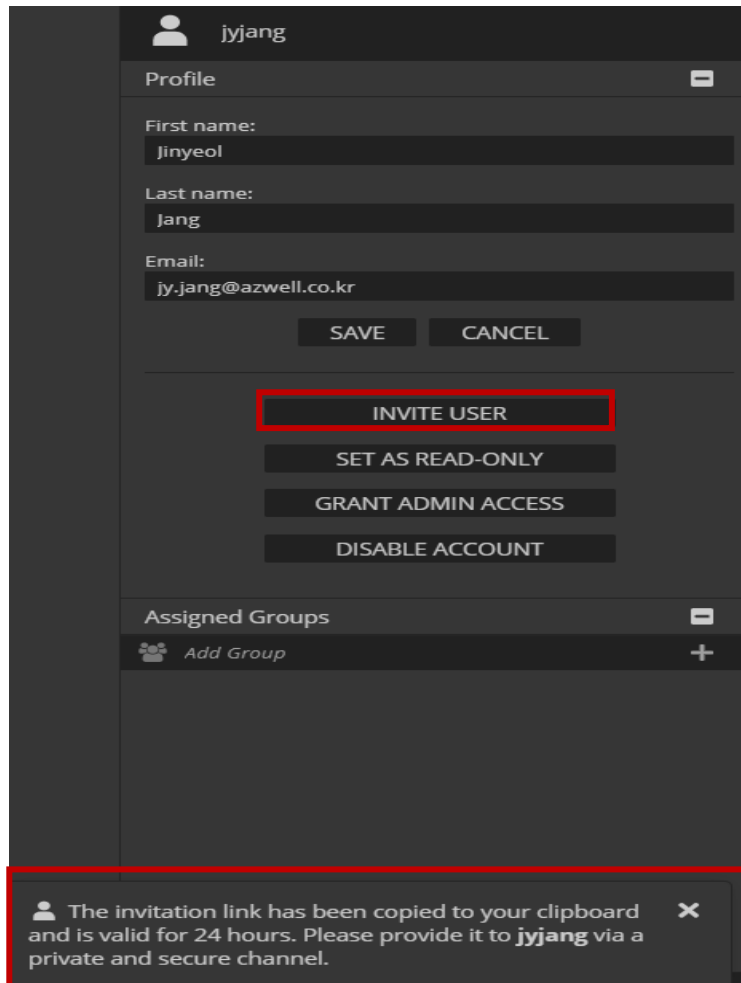 jyjang
Profile
First name:
Jinyeol
Last name:
Jang
Email:
jy.jang@azwell.co.kr
SAVE CANCEL
INVITE USER
SET AS READ-ONLY
GRANT ADMIN ACCESS
DISABLE ACCOUNT
Assigned Groups
Add Group
The invitation link has been copied to your clipboard
and is valid for 24 hours. Please provide it to jyjang via a
private and secure channel.